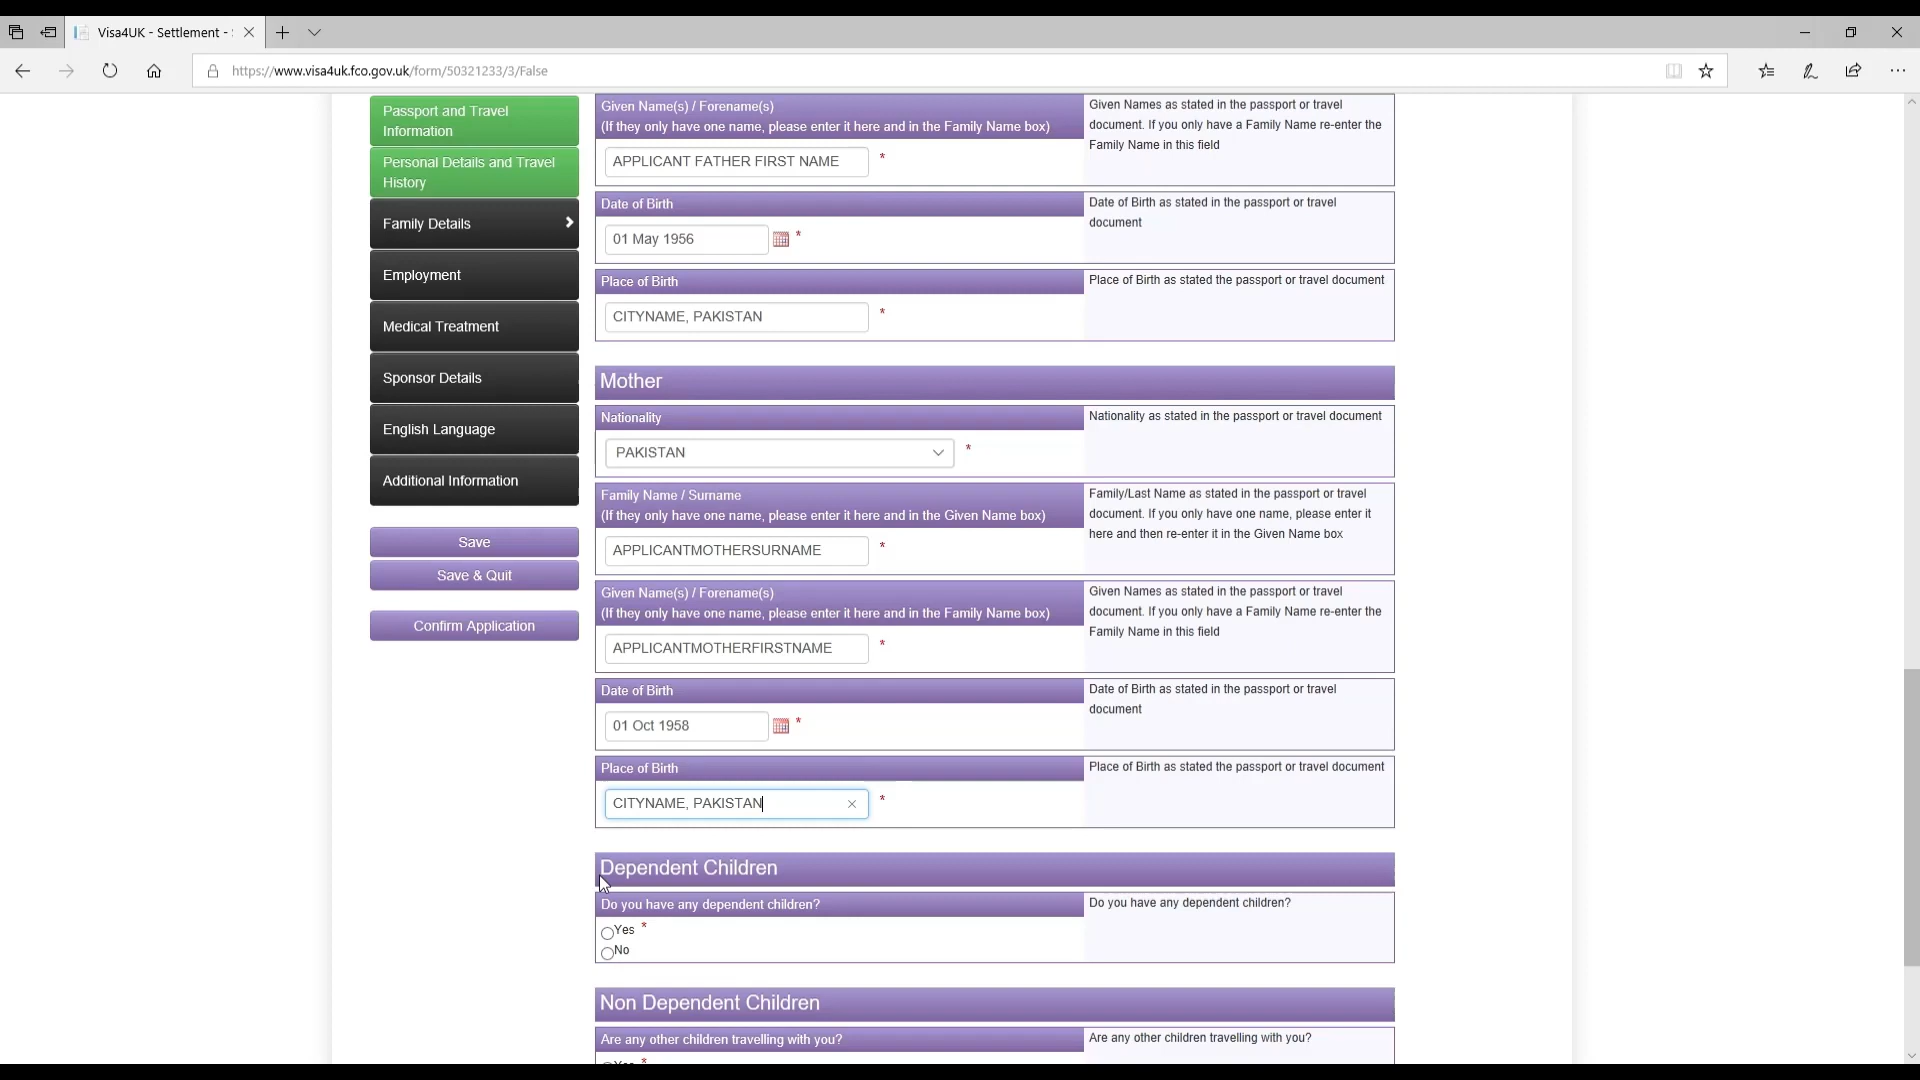 Visa4UK - Settlement -
https://www.visa4uk.fco.gov.uk/form/50321233/3/False
Passport and Travel
Information
Personal Details and Travel
History
Family Details
Employment
Medical Treatment
Sponsor Details
English Language
Additional Information
Save
Save & Quit
Confirm Application
Given Name(s) / Forename(s)
(If they only have one name, please enter it here and in the Family Name box)
APPLICANT FATHER FIRST NAME *
Given Names as stated in the passport or travel
document. If you only have a Family Name re-enter the
Family Name in this field
Date of Birth
01 May 1956 *
Date of Birth as stated in the passport or travel
document
Place of Birth
CITYNAME, PAKISTAN *
Place of Birth as stated the passport or travel document
Mother
Nationality
PAKISTAN *
Nationality as stated in the passport or travel document
Family Name / Surname
(If they only have one name, please enter it here and in the Given Name box)
APPLICANTMOTHERSURNAME *
Family/Last Name as stated in the passport or travel
document. If you only have one name, please enter it
here and then re-enter it in the Given Name box
Given Name(s) / Forename(s)
(If they only have one name, please enter it here and in the Family Name box)
APPLICANTMOTHERFIRSTNAME *
Given Names as stated in the passport or travel
document. If you only have a Family Name re-enter the
Family Name in this field
Date of Birth
01 Oct 1958 *
Date of Birth as stated in the passport or travel
document
Place of Birth
CITYNAME, PAKISTAN *
Place of Birth as stated the passport or travel document
Dependent Children
Do you have any dependent children?
Yes *
No
Do you have any dependent children?
Non Dependent Children
Are any other children travelling with you?
Yes *
Are any other children travelling with you?